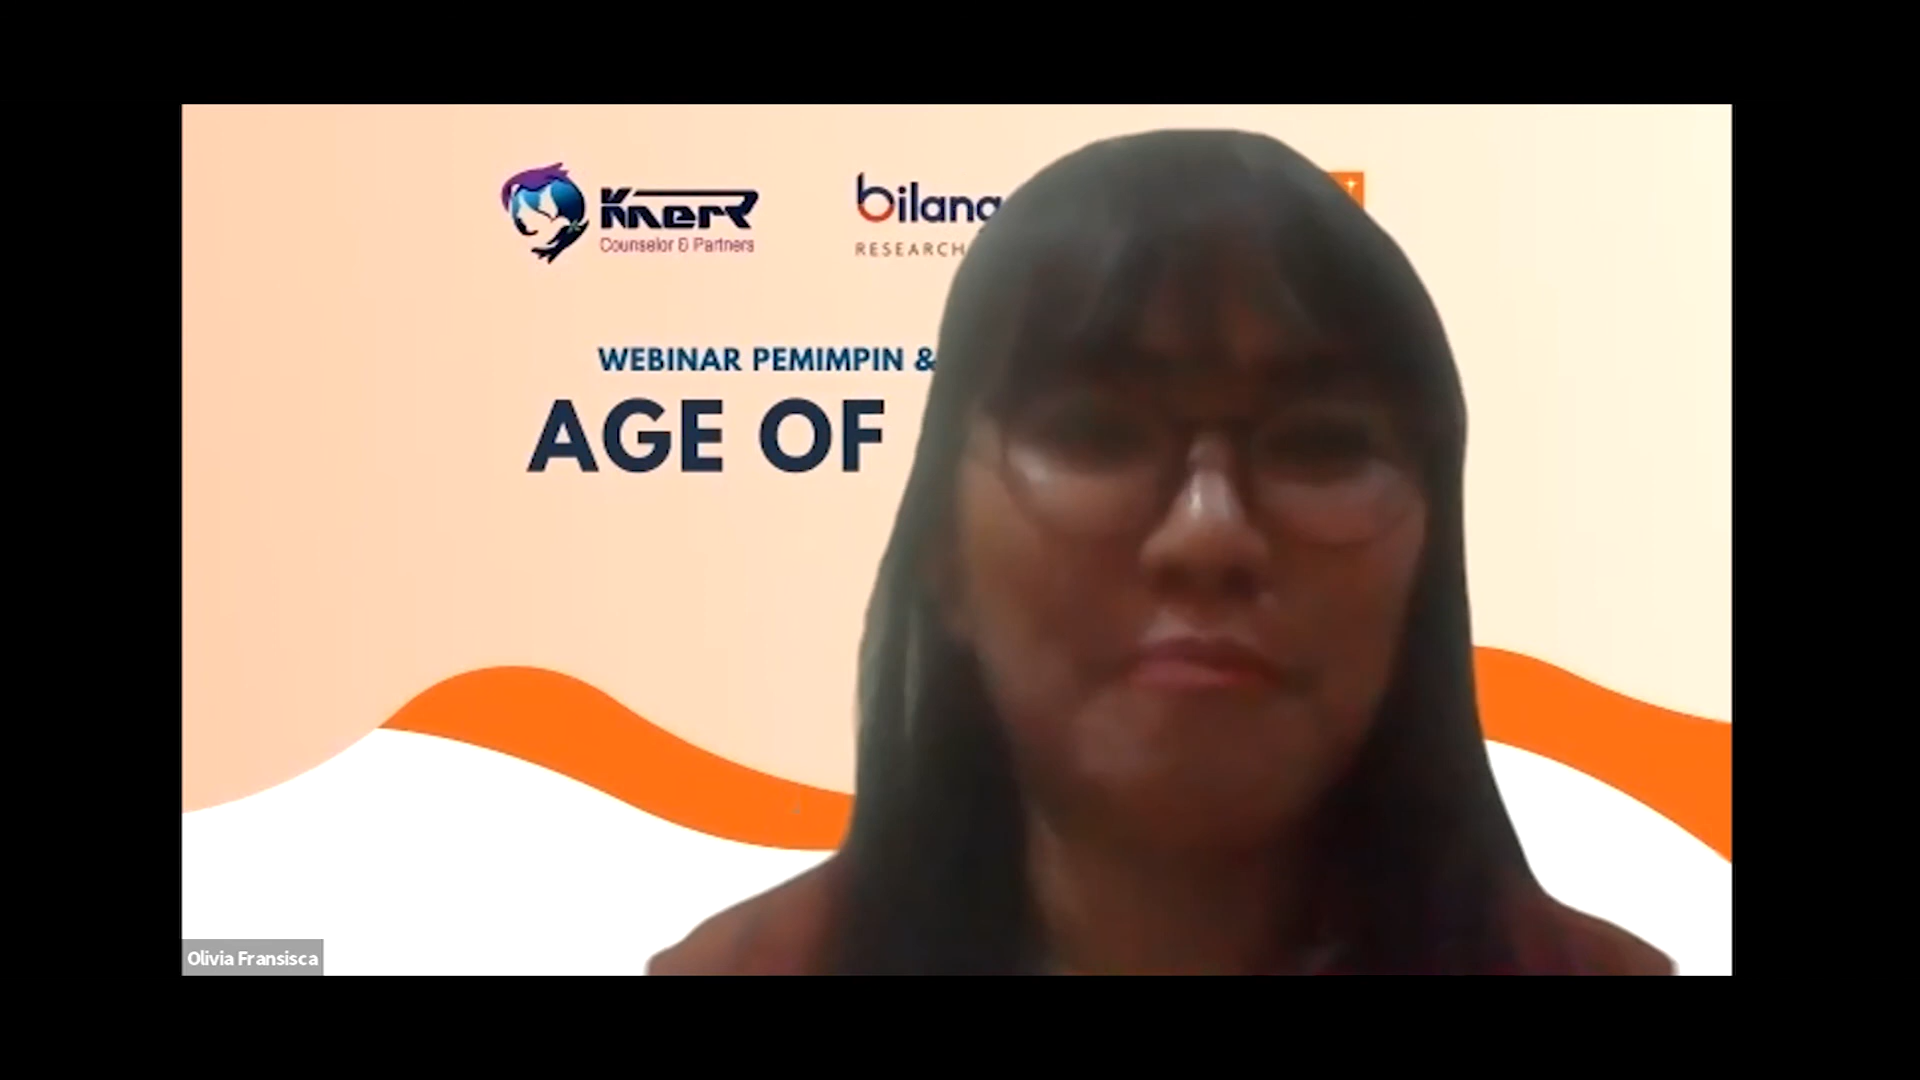 KnerR
Counselor & Partners
bilang
RESEARCH
WEBINAR PEMIMPIN &
AGE OF
Olivia Fransisca